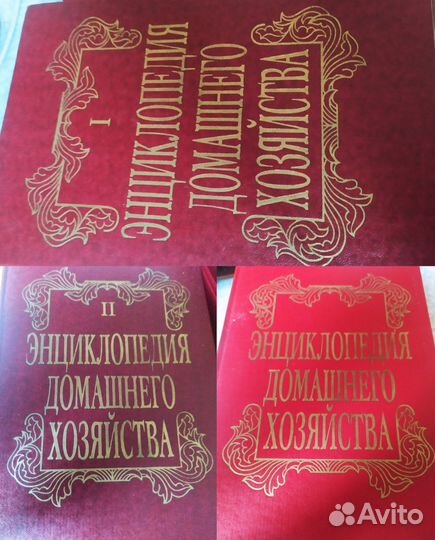 I
ЭНЦИКЛОПЕДИЯ
ДОМАШНЕГО
ХОЗЯЙСТВА
II
ЭНЦИКЛОПЕДИЯ
ДОМАШНЕГО
ХОЗЯЙСТВА
ЭНЦИКЛОПЕДИЯ
ДОМАШНЕГО
ХОЗЯЙСТВА
Avito